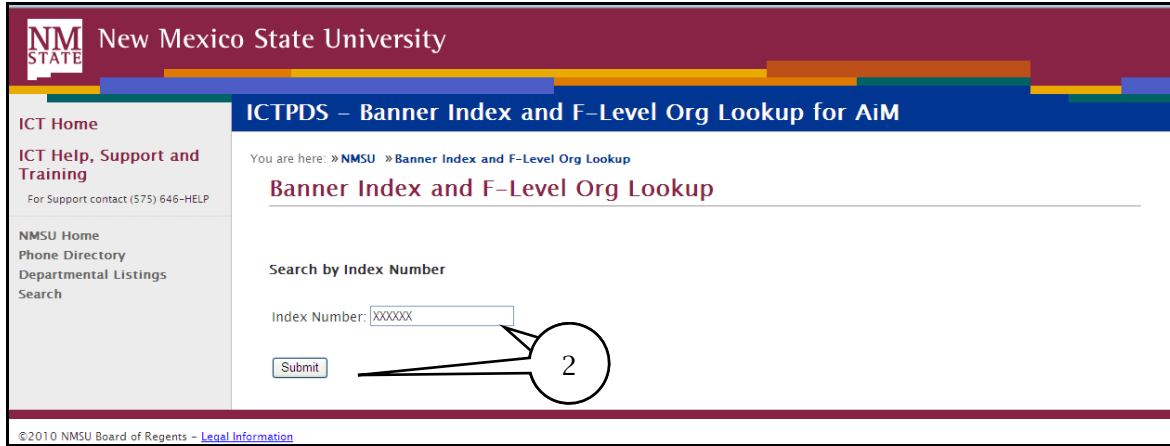 NM
STATE
New Mexico State University
ICTPDS – Banner Index and F-Level Org Lookup for AiM
ICT Home
ICT Help, Support and
Training
For Support contact (575) 646-HELP
NMSU Home
Phone Directory
Departmental Listings
Search
You are here: » NMSU » Banner Index and F-Level Org Lookup
Banner Index and F-Level Org Lookup
Search by Index Number
Index Number: XXXXXX
Submit
2
©2010 NMSU Board of Regents – Legal Information